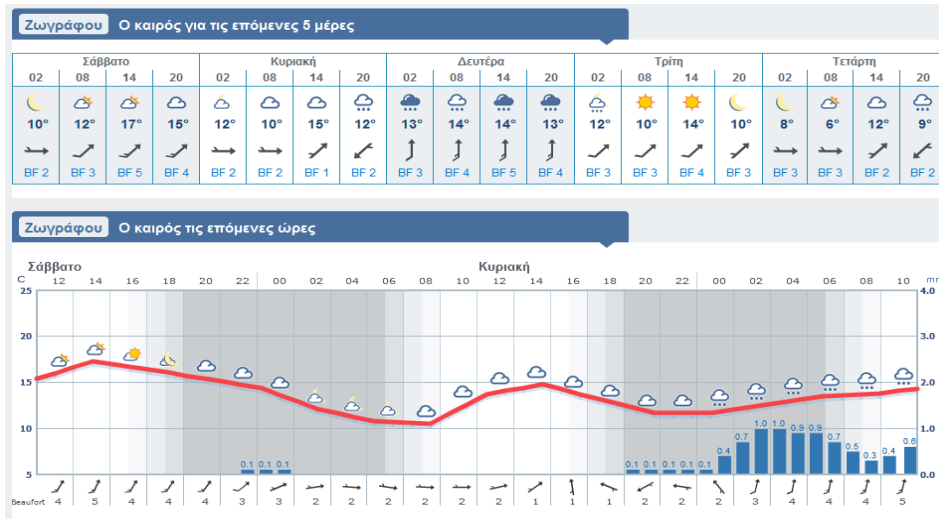 Ζωγράφου Ο καιρός για τις επόμενες 5 μέρες
Σάββατο Κυριακή Δευτέρα Τρίτη Τετάρτη
02 08 14 20 02 08 14 20 02 08 14 20 02 08 14 20 02 08 14 20
10° 12° 17° 15° 12° 10° 15° 12° 13° 14° 14° 13° 12° 10° 14° 10° 8° 6° 12° 9°
BF 2 BF 3 BF 5 BF 4 BF 2 BF 2 BF 1 BF 2 BF 3 BF 4 BF 5 BF 4 BF 3 BF 3 BF 4 BF 3 BF 3 BF 3 BF 2 BF 2
Ζωγράφου Ο καιρός τις επόμενες ώρες
Σάββατο Κυριακή
C 12 14 16 18 20 22 00 02 04 06 08 10 12 14 16 18 20 22 00 02 04 06 08 10 mm
25 4.0
20 3.0
15 2.0
10 1.0
0.1 0.1 0.1 0.1 0.1 0.1 0.1 0.1 0.4 0.7 1.0 1.0 0.9 0.9 0.7 0.5 0.3 0.4 0.6
5 0.0
Beaufort 4 5 4 4 4 3 3 2 2 2 2 2 2 1 1 1 2 2 2 3 4 4 4 5